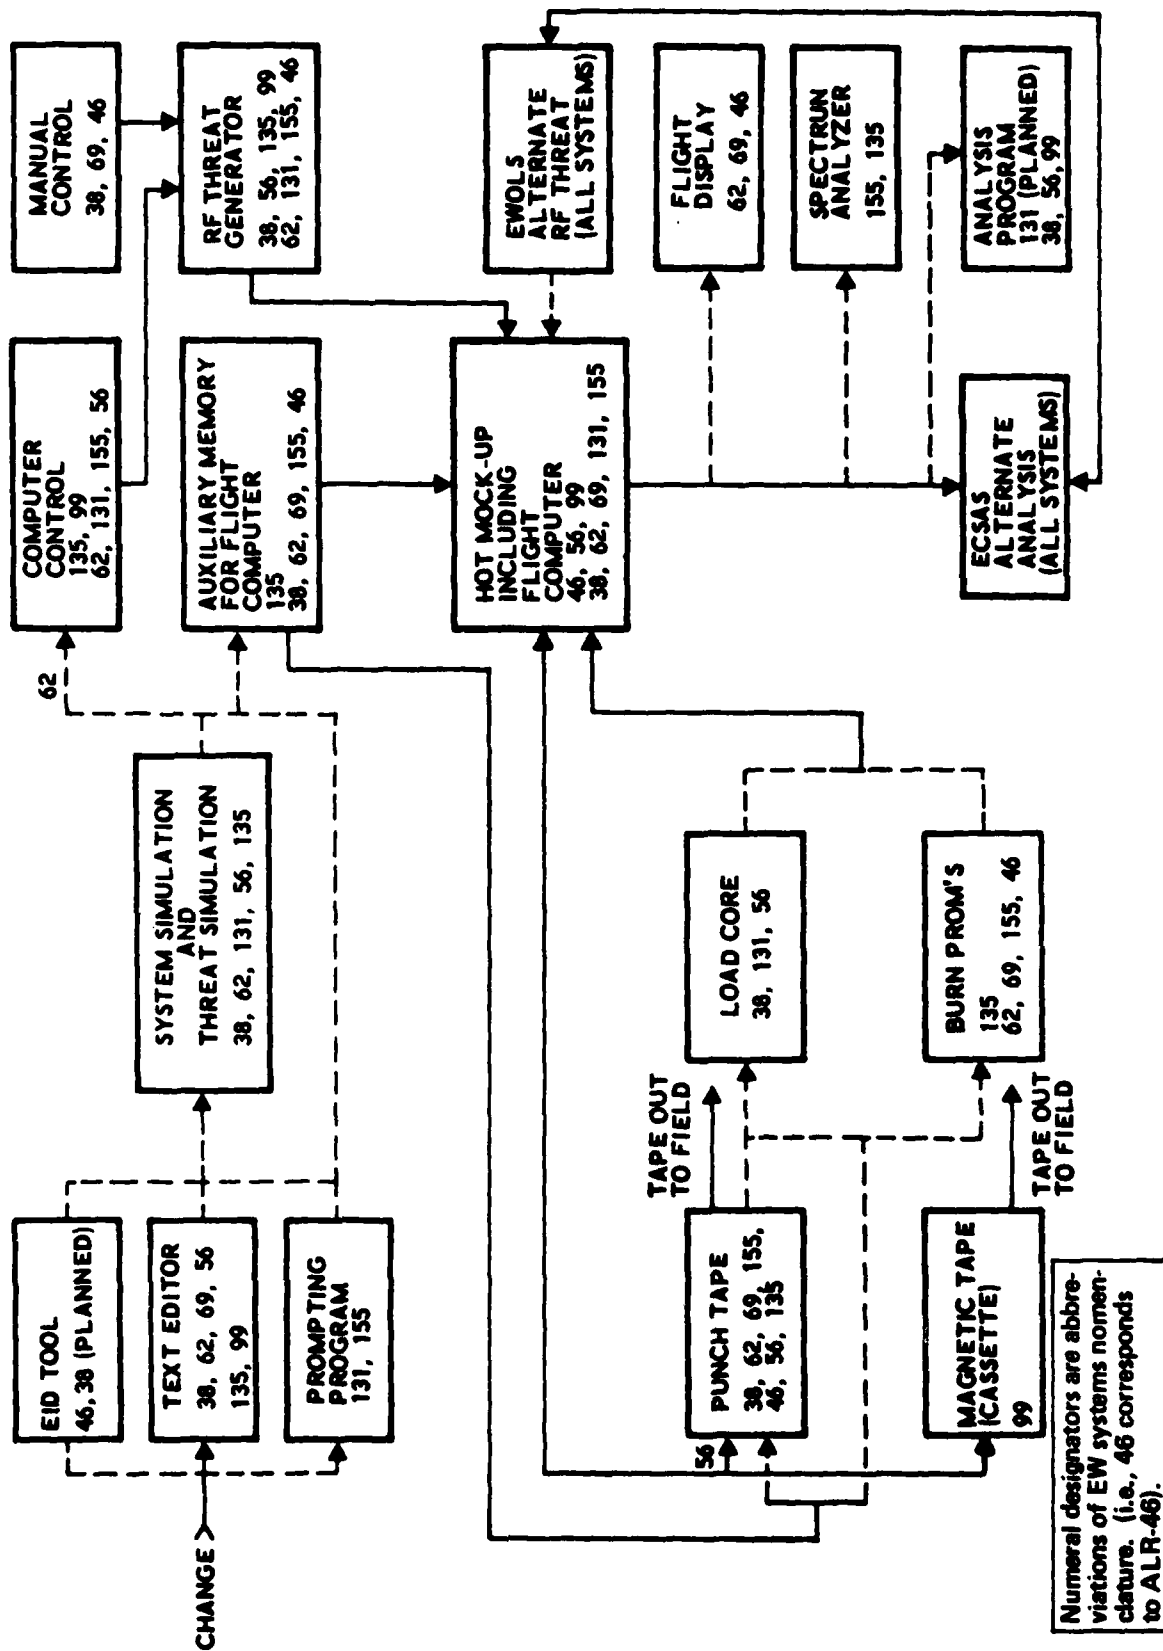 CHANGE
EID TOOL
46, 38 (PLANNED)
TEXT EDITOR
38, 62, 69, 56
135, 99
PROMPTING
PROGRAM
131, 155
SYSTEM SIMULATION
AND
THREAT SIMULATION
38, 62, 131, 56, 135
62
COMPUTER
CONTROL
135, 99
62, 131, 155, 56
MANUAL
CONTROL
38, 69, 46
AUXILIARY MEMORY
FOR FLIGHT
COMPUTER
135
38, 62, 69, 155, 46
RF THREAT
GENERATOR
38, 56, 135, 99
62, 131, 155, 46
HOT MOCK-UP
INCLUDING
FLIGHT
COMPUTER
46, 56, 99
38, 62, 69, 131, 155
EWOLS
ALTERNATE
RF THREAT
(ALL SYSTEMS)
FLIGHT
DISPLAY
62, 69, 46
SPECTRUN
ANALYZER
155, 135
ANALYSIS
PROGRAM
131 (PLANNED)
38, 56, 99
ECSAS
ALTERNATE
ANALYSIS
(ALL SYSTEMS)
56
PUNCH TAPE
38, 62, 69, 155,
46, 56, 135
TAPE OUT
TO FIELD
LOAD CORE
38, 131, 56
MAGNETIC TAPE
(CASSETTE)
99
TAPE OUT
TO FIELD
BURN PROM'S
135
62, 69, 155, 46
Numeral designators are abbre-
viations of EW systems nomen-
clature. (i.e., 46 corresponds
to ALR-46).